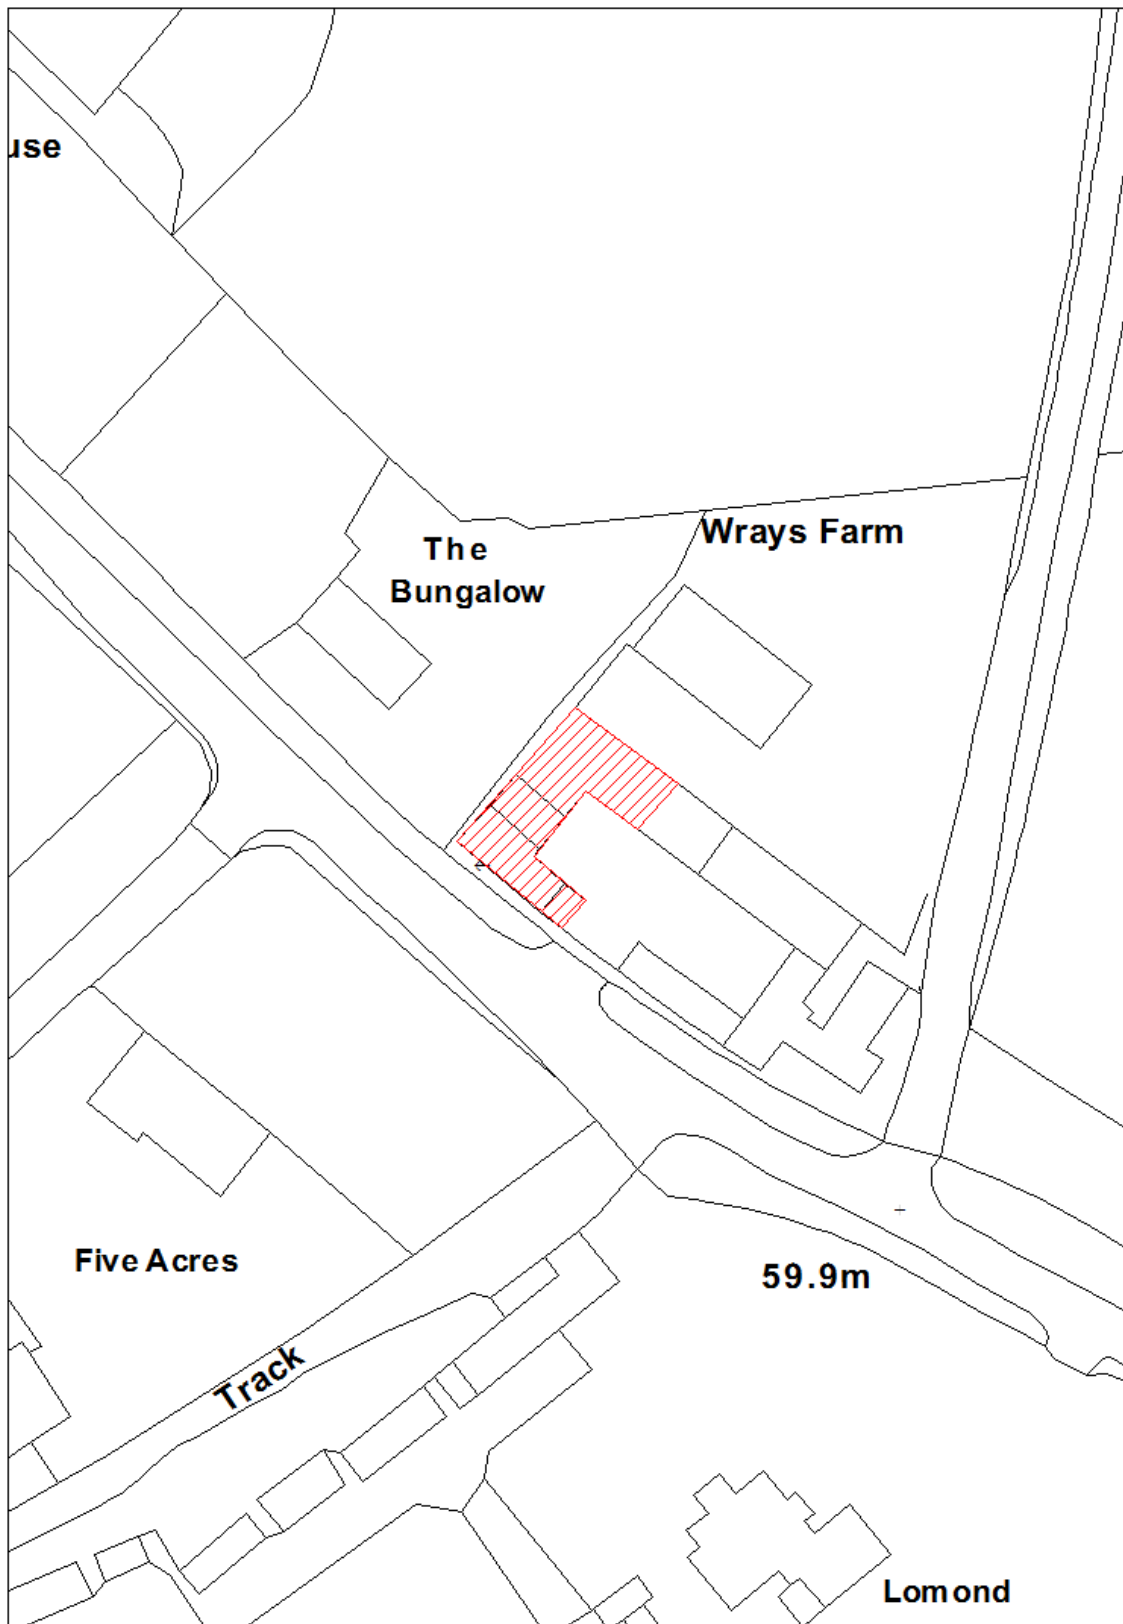 use
Wrays Farm
The
Bungalow
Five Acres
59.9m
Track
Lomond